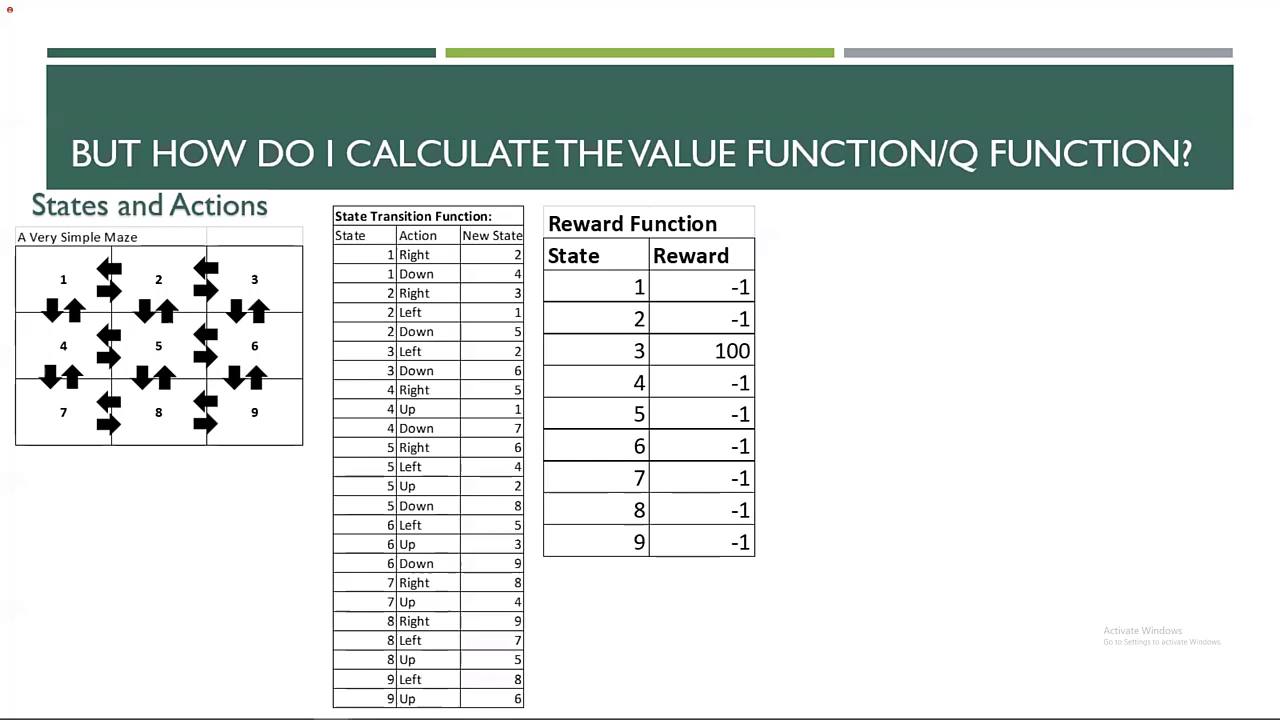 BUT HOW DO I CALCULATE THE VALUE FUNCTION/Q FUNCTION?
States and Actions
A Very Simple Maze
1 2 3
4 5 6
7 8 9
State Transition Function:
State Action New State
1 Right 2
1 Down 4
2 Right 3
2 Left 1
2 Down 5
3 Left 2
3 Down 6
4 Right 5
4 Up 1
4 Down 7
5 Right 6
5 Left 4
5 Up 2
5 Down 8
6 Left 5
6 Up 3
6 Down 9
7 Right 8
7 Up 4
8 Right 9
8 Left 7
8 Up 5
9 Left 8
9 Up 6
Reward Function
State Reward
1 -1
2 -1
3 100
4 -1
5 -1
6 -1
7 -1
8 -1
9 -1
Activate Windows
Go to Settings to activate Windows.